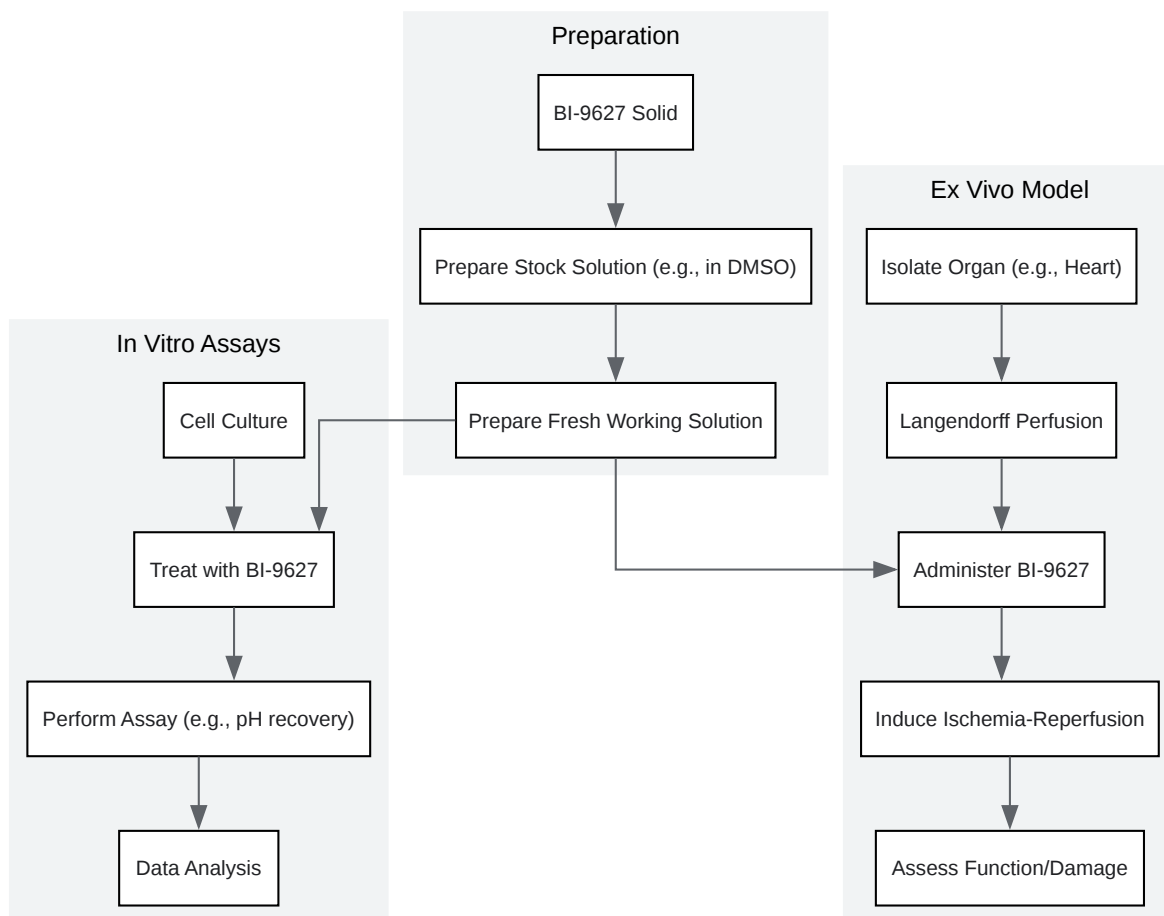 Preparation
BI-9627 Solid
Prepare Stock Solution (e.g., in DMSO)
Prepare Fresh Working Solution
In Vitro Assays
Cell Culture
Treat with BI-9627
Perform Assay (e.g., pH recovery)
Data Analysis
Ex Vivo Model
Isolate Organ (e.g., Heart)
Langendorff Perfusion
Administer BI-9627
Induce Ischemia-Reperfusion
Assess Function/Damage